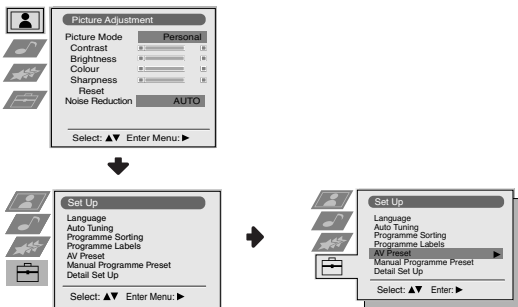 Picture Adjustment
Picture Mode Personal
Contrast
Brightness
Colour
Sharpness
Reset
Noise Reduction AUTO
Select: ▲▼ Enter Menu: ▶
Set Up
Language
Auto Tuning
Programme Sorting
Programme Labels
AV Preset
Manual Programme Preset
Detail Set Up
Select: ▲▼ Enter Menu: ▶
Set Up
Language
Auto Tuning
Programme Sorting
Programme Labels
AV Preset ▶
Manual Programme Preset
Detail Set Up
Select: ▲▼ Enter: ▶